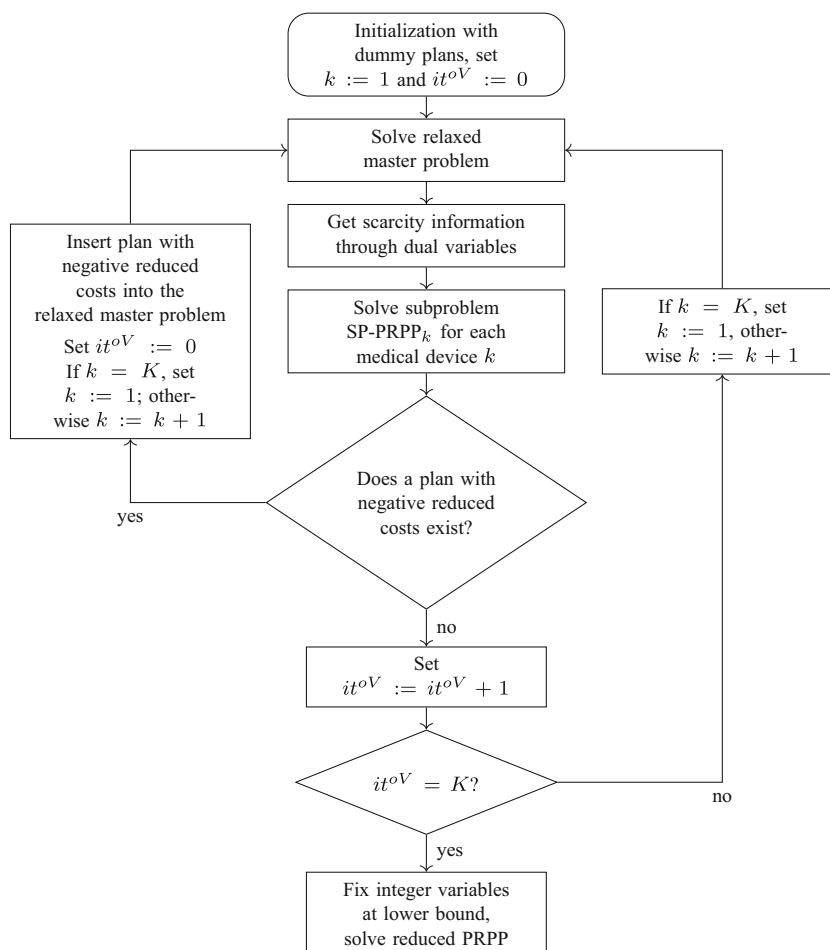 Initialization with
dummy plans, set
k := 1 and it^{oV} := 0
Solve relaxed
master problem
Get scarcity information
through dual variables
Solve subproblem
SP-PRPP_k for each
medical device k
Insert plan with
negative reduced
costs into the
relaxed master problem
Set it^{oV} := 0
If k = K, set
k := 1; other-
wise k := k + 1
If k = K, set
k := 1, other-
wise k := k + 1
Does a plan with
negative reduced
costs exist?
yes
no
Set
it^{oV} := it^{oV} + 1
it^{oV} = K?
no
yes
Fix integer variables
at lower bound,
solve reduced PRPP